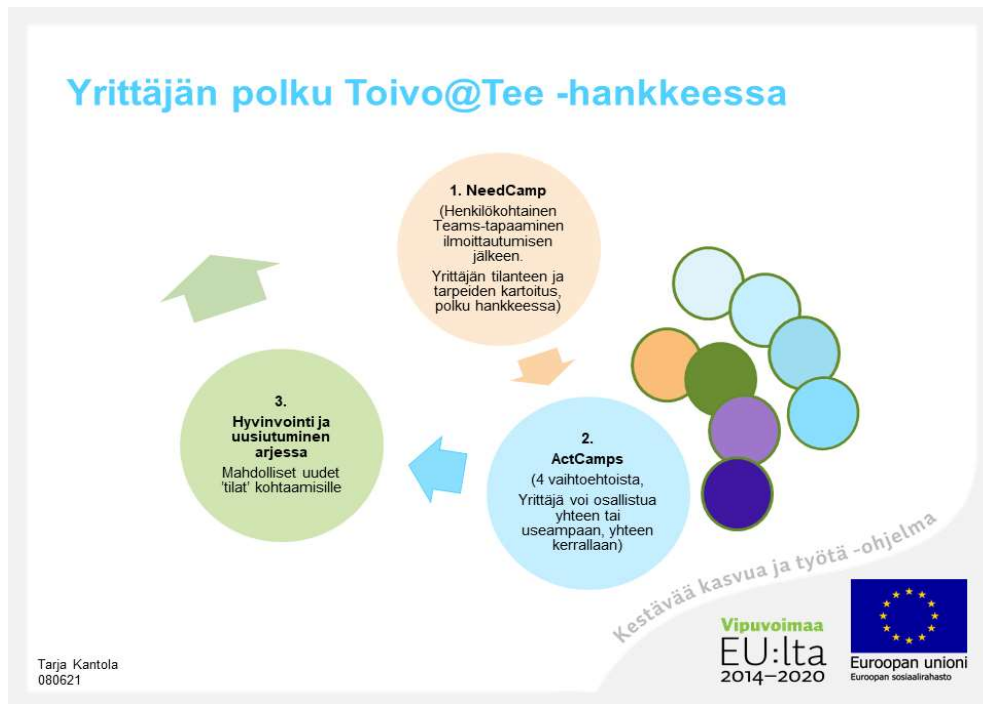 Yrittäjän polku Toivo@Tee -hankkeessa
1. NeedCamp
(Henkilökohtainen
Teams-tapaaminen
ilmoittautumisen
jälkeen.
Yrittäjän tilanteen ja
tarpeiden kartoitus,
polku hankkeessa)
2.
ActCamps
(4 vaihtoehtoista,
Yrittäjä voi osallistua
yhteen tai
useampaan, yhteen
kerrallaan)
3.
Hyvinvointi ja
uusiutuminen
arjessa
Mahdolliset uudet
'tilat' kohtaamisille
Kestävää kasvua ja työtä -ohjelma
Vipuvoimaa
EU:lta
2014–2020
Euroopan unioni
Euroopan sosiaalirahasto
Tarja Kantola
080621